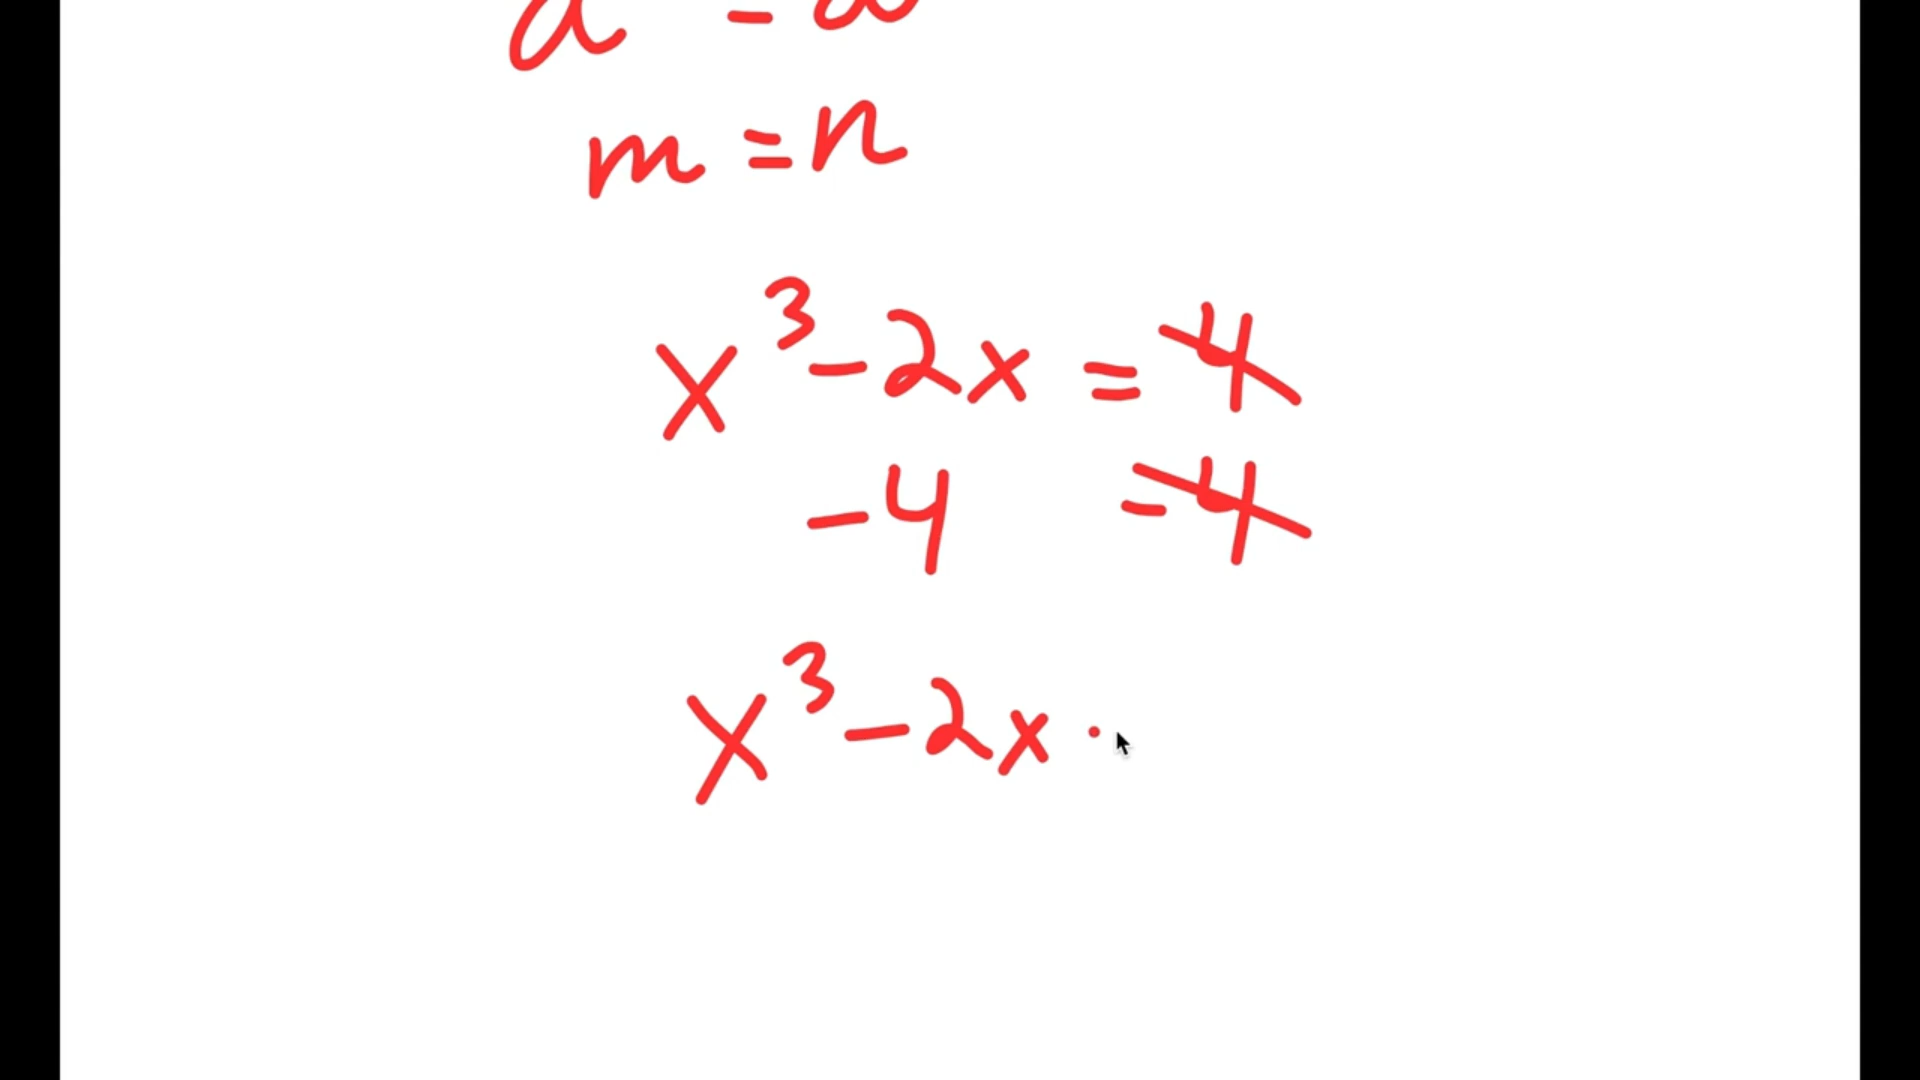 m = n
x³ - 2x = 4
- 4 = 4
x³ - 2x ·